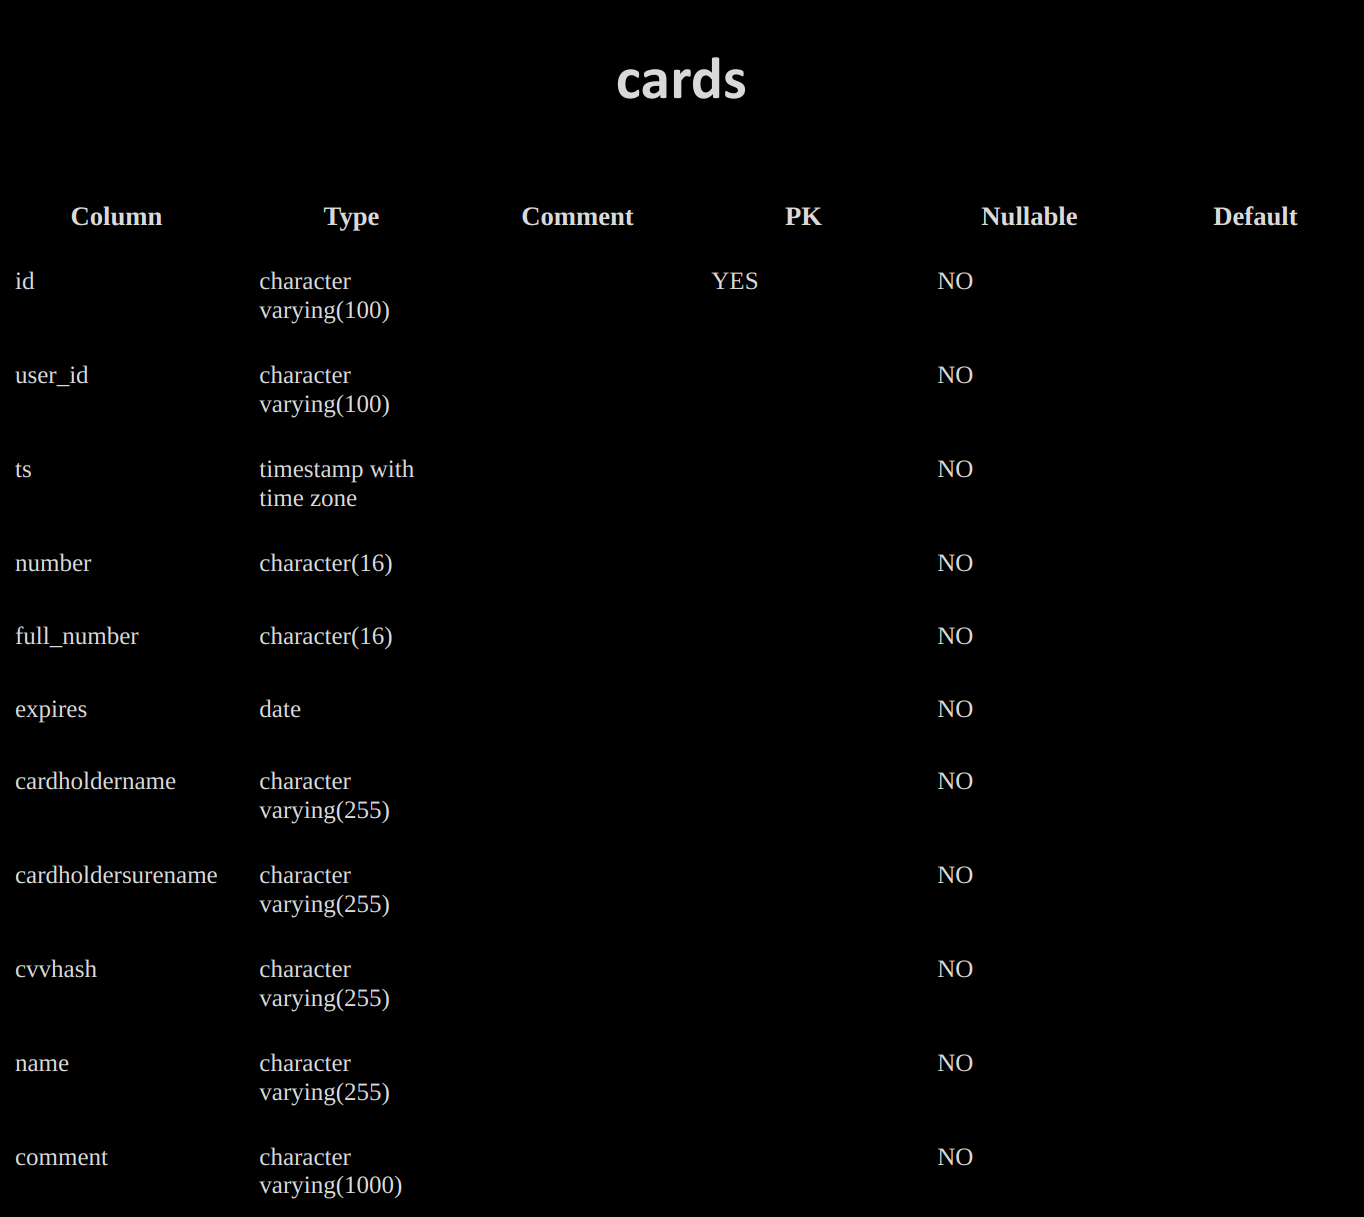 cards
Column Type Comment PK Nullable Default
id character YES NO
varying(100)
user_id character NO
varying(100)
ts timestamp with NO
time zone
number character(16) NO
full_number character(16) NO
expires date NO
cardholdername character NO
varying(255)
cardholdersurename character NO
varying(255)
cvvhash character NO
varying(255)
name character NO
varying(255)
comment character NO
varying(1000)